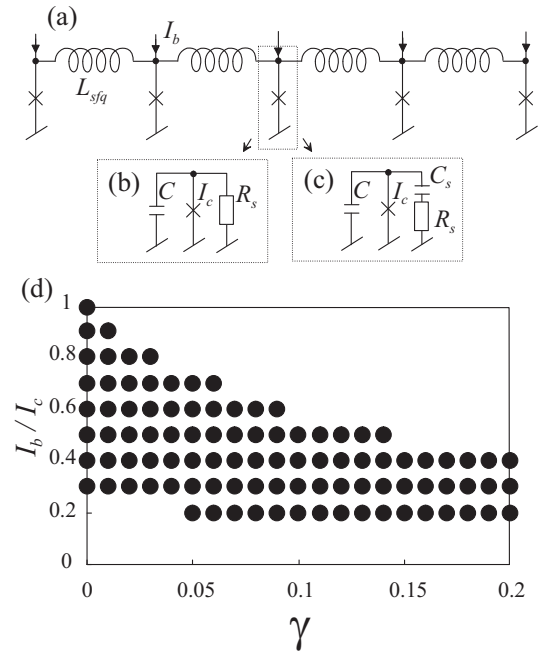 (a)
I_b
L_sfq
(b) (c)
C I_c R_s C I_c C_s R_s
(d)
1
0.8
0.6
0.4
0.2
0
I_b / I_c
0 0.05 0.1 0.15 0.2
γ